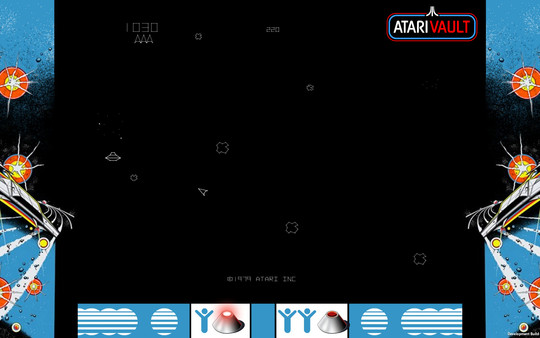 1030
220
ATARI VAULT
©1979 ATARI INC
Development Build